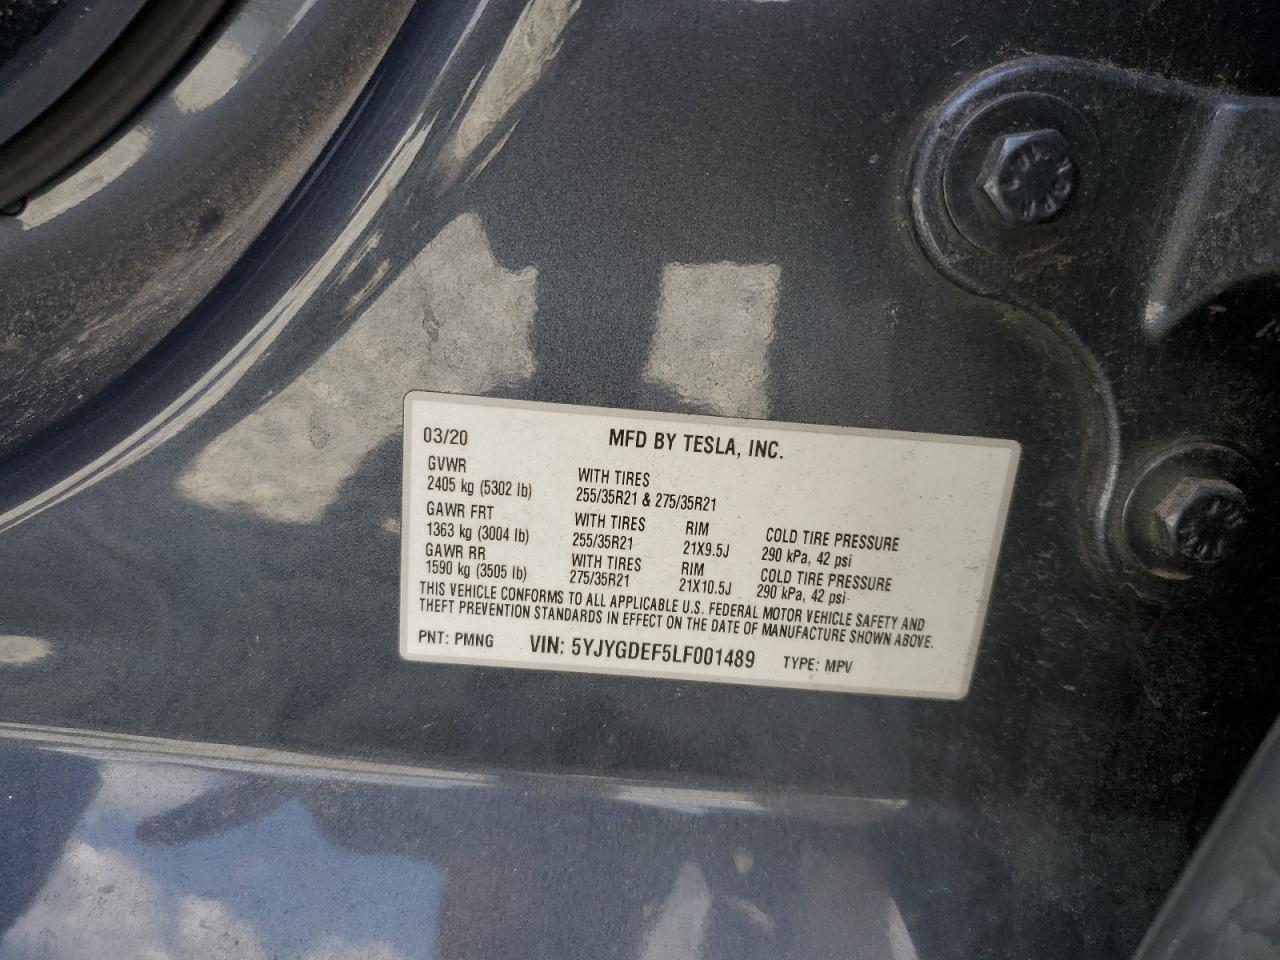 03/20 MFD BY TESLA, INC.
GVWR WITH TIRES
2405 kg (5302 lb) 255/35R21 & 275/35R21
GAWR FRT WITH TIRES RIM COLD TIRE PRESSURE
1363 kg (3004 lb) 255/35R21 21X9.5J 290 kPa, 42 psi
GAWR RR WITH TIRES RIM COLD TIRE PRESSURE
1590 kg (3505 lb) 275/35R21 21X10.5J 290 kPa, 42 psi
THIS VEHICLE CONFORMS TO ALL APPLICABLE U.S. FEDERAL MOTOR VEHICLE SAFETY AND
THEFT PREVENTION STANDARDS IN EFFECT ON THE DATE OF MANUFACTURE SHOWN ABOVE.
PNT: PMNG VIN: 5YJYGDEF5LF001489 TYPE: MPV